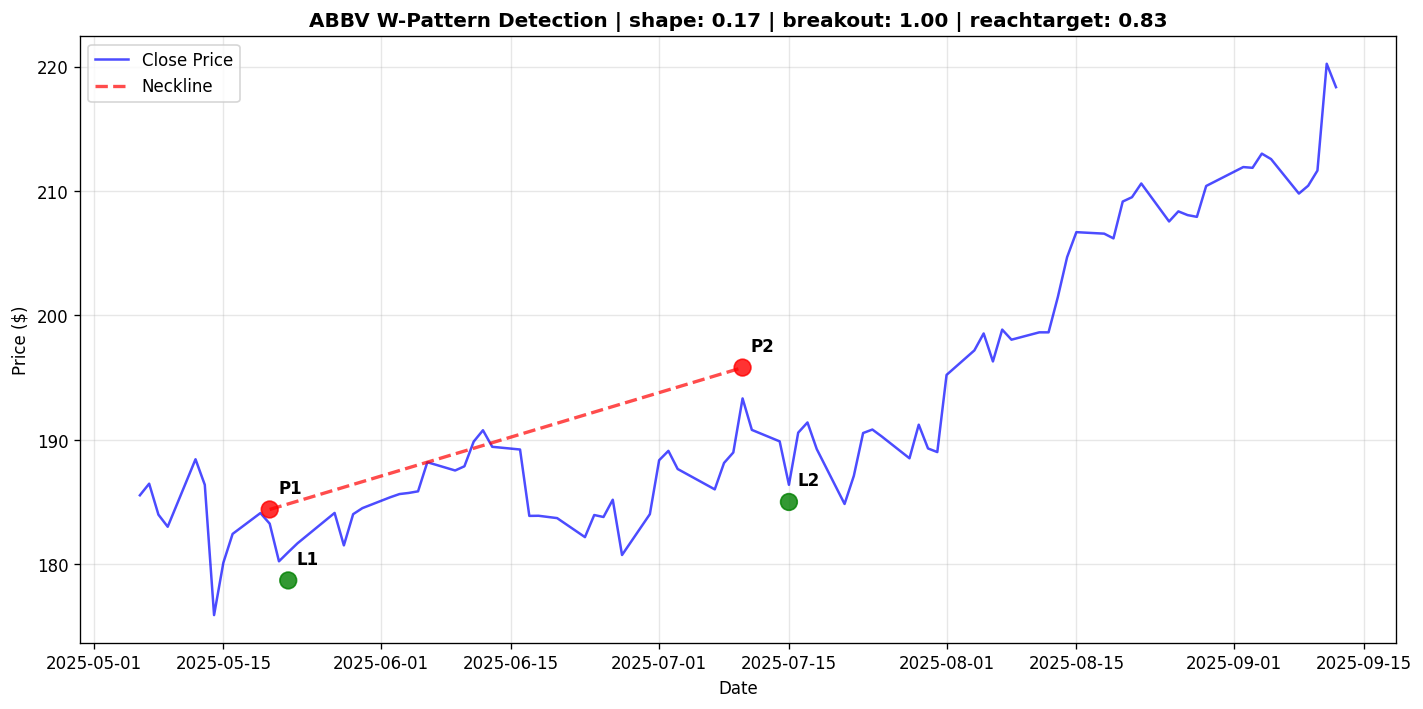 ABBV W-Pattern Detection | shape: 0.17 | breakout: 1.00 | reachtarget: 0.83
Close Price
Neckline
220
210
200
190
180
Price ($)
P1
L1
P2
L2
2025-05-01
2025-05-15
2025-06-01
2025-06-15
2025-07-01
2025-07-15
2025-08-01
2025-08-15
2025-09-01
2025-09-15
Date